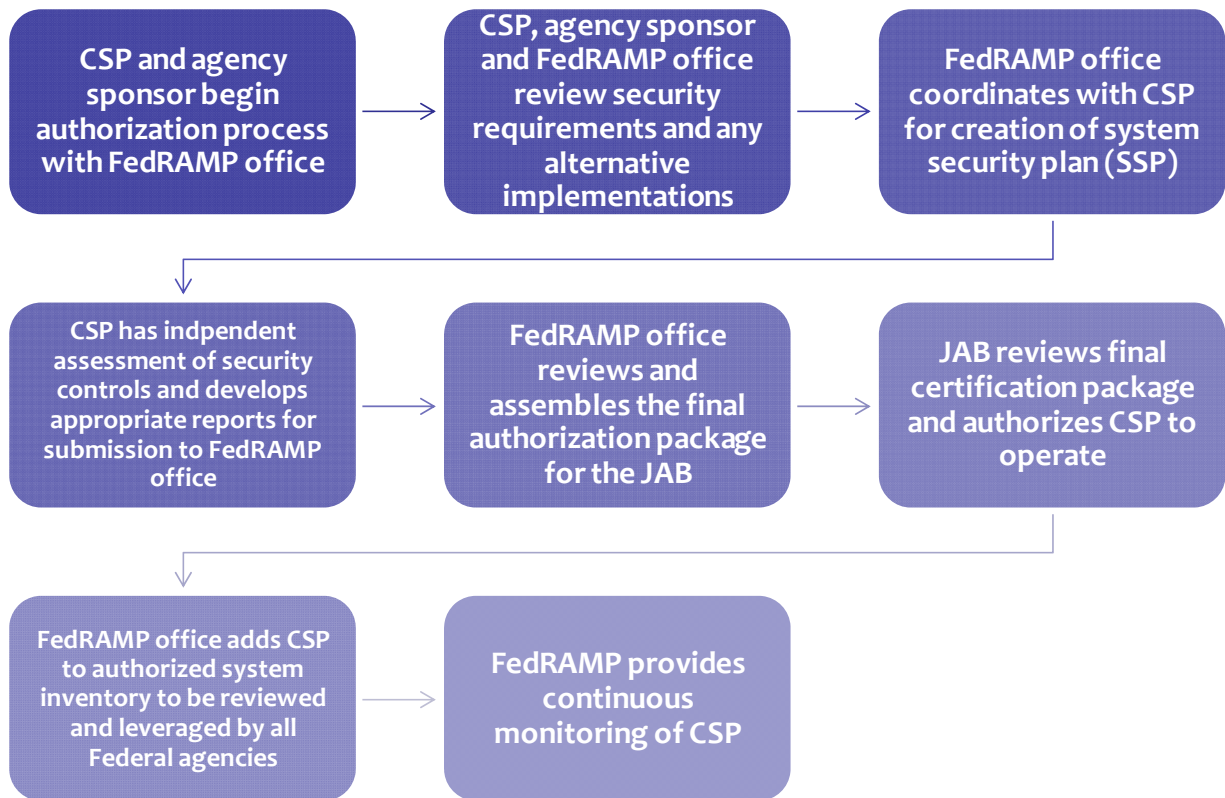 CSP and agency
sponsor begin
authorization process
with FedRAMP office
CSP, agency sponsor
and FedRAMP office
review security
requirements and any
alternative
implementations
FedRAMP office
coordinates with CSP
for creation of system
security plan (SSP)
CSP has indpendent
assessment of security
controls and develops
appropriate reports for
submission to FedRAMP
office
FedRAMP office
reviews and
assembles the final
authorization package
for the JAB
JAB reviews final
certification package
and authorizes CSP to
operate
FedRAMP office adds CSP
to authorized system
inventory to be reviewed
and leveraged by all
Federal agencies
FedRAMP provides
continuous
monitoring of CSP